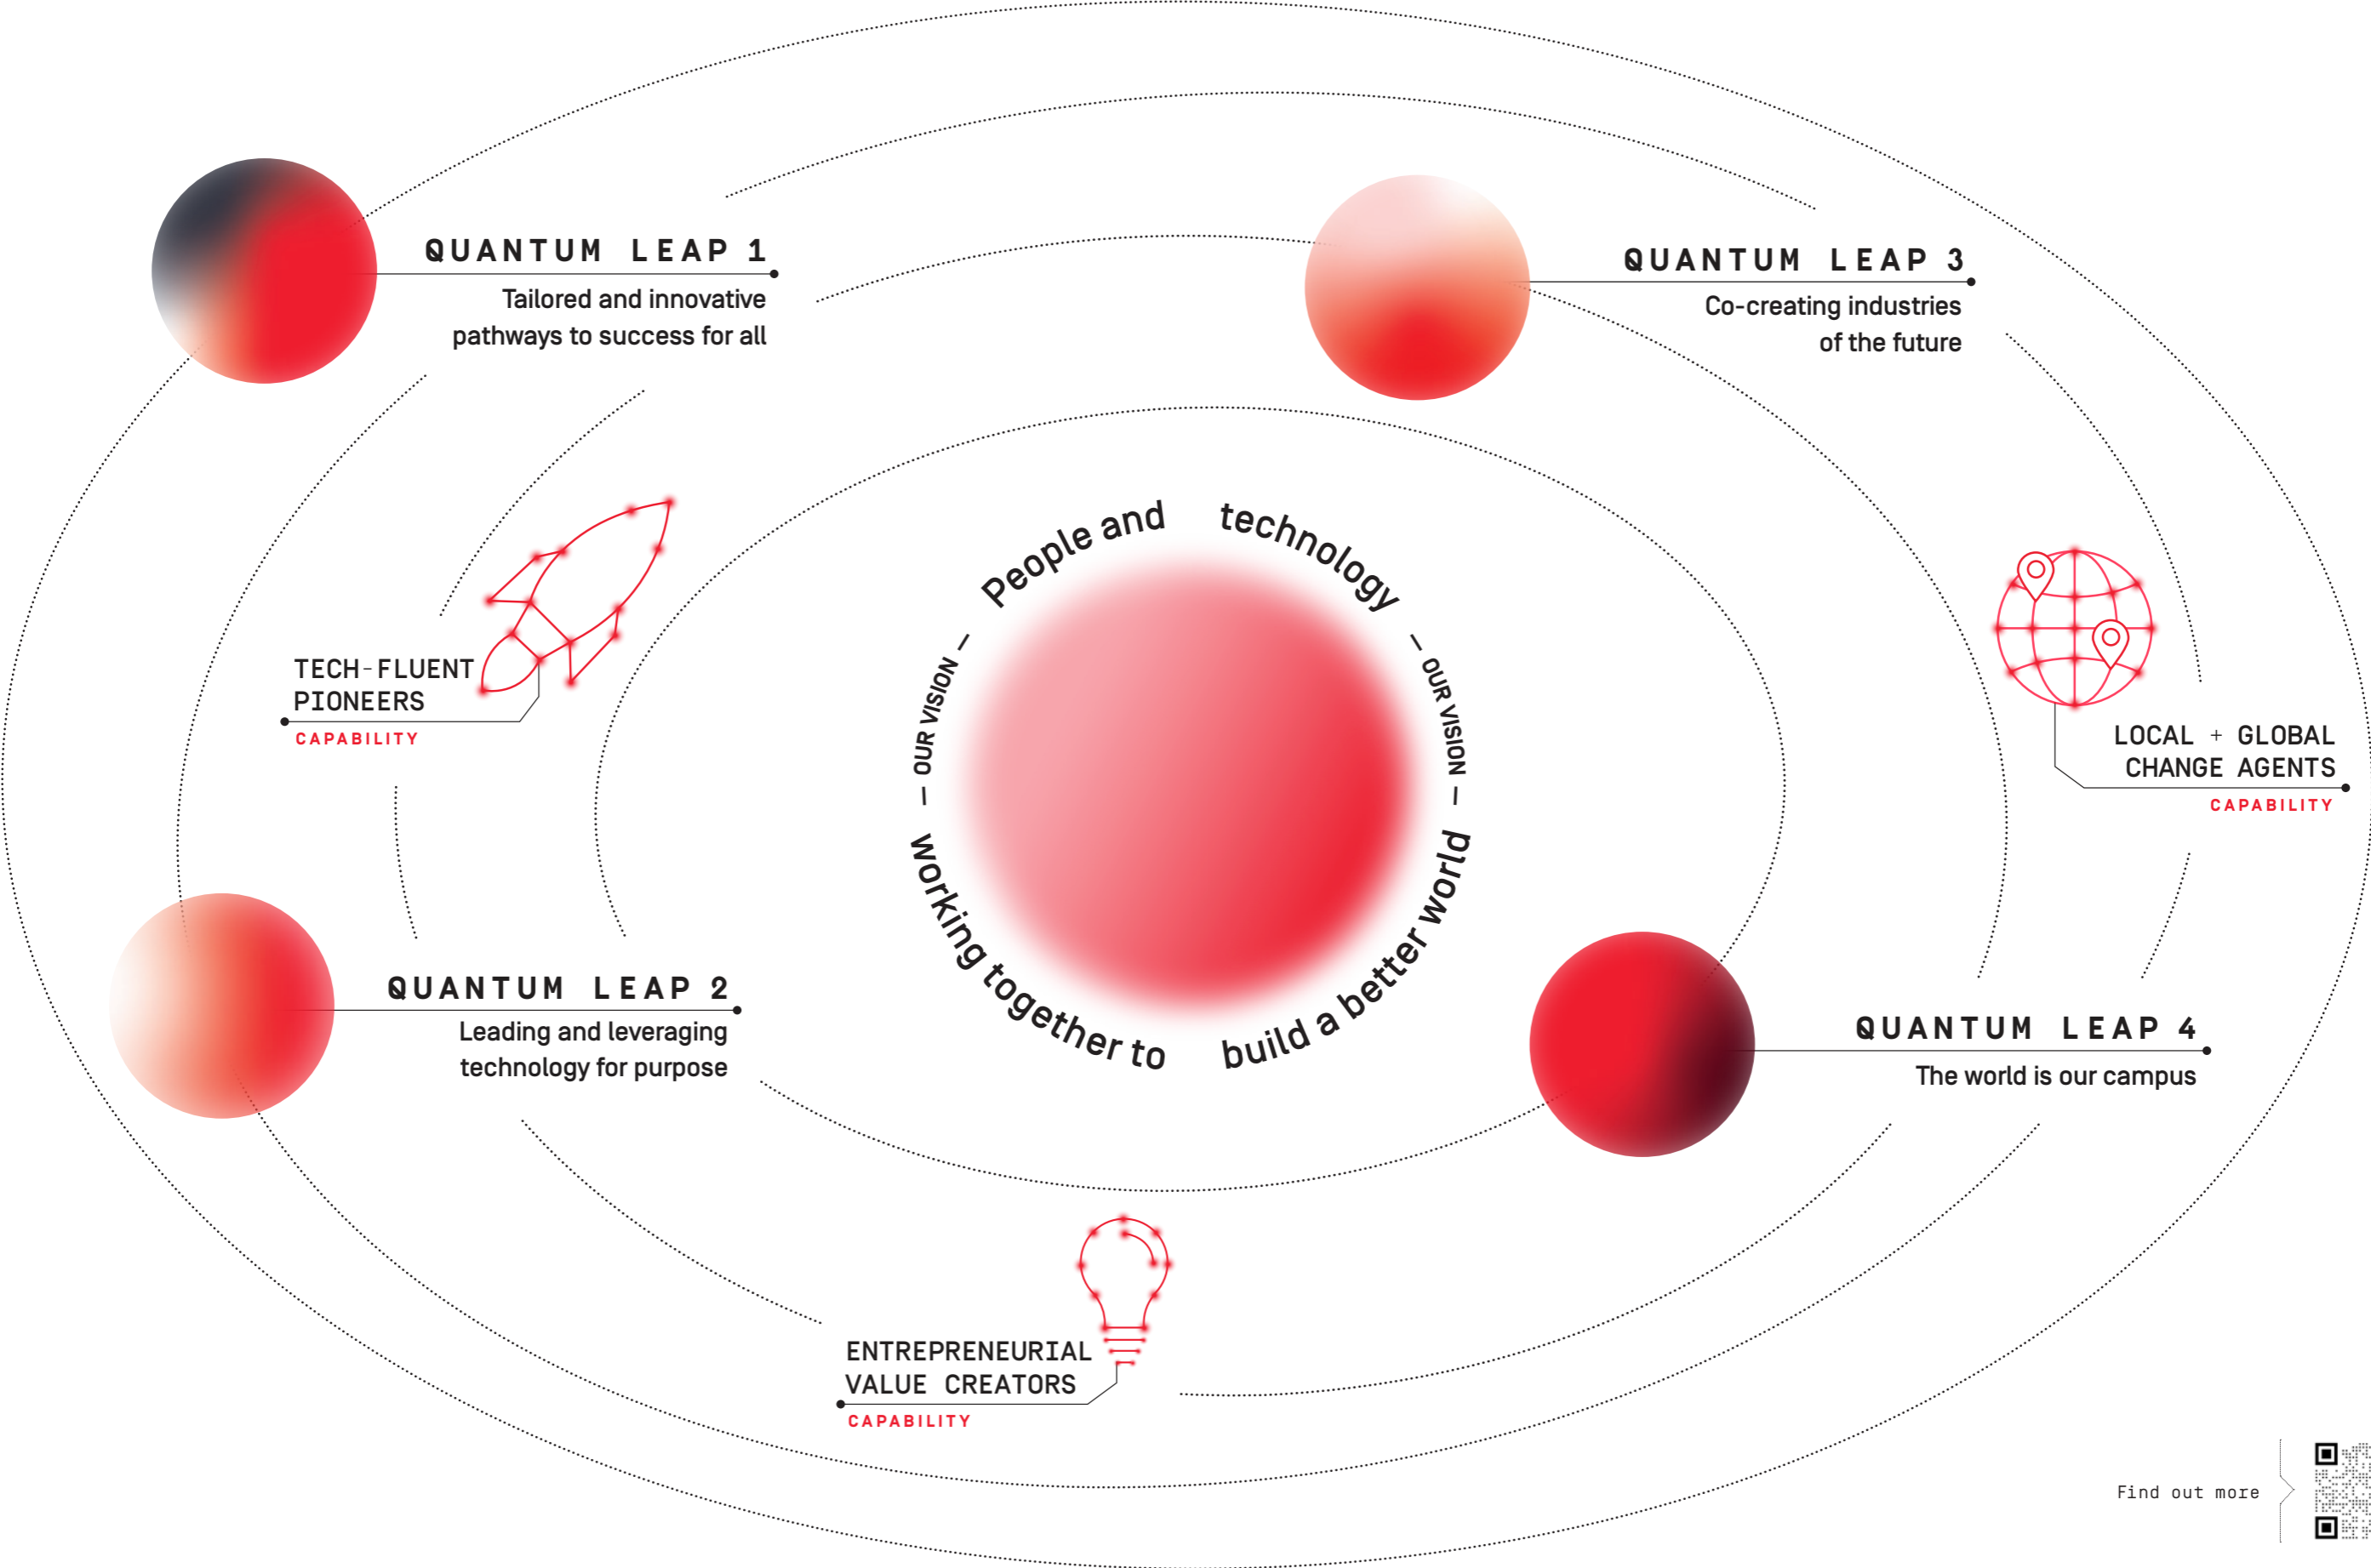 QUANTUM LEAP 1
Tailored and innovative
pathways to success for all
QUANTUM LEAP 3
Co-creating industries
of the future
People and technology
— OUR VISION —
— OUR VISION —
working together to build a better world
TECH-FLUENT
PIONEERS
CAPABILITY
LOCAL + GLOBAL
CHANGE AGENTS
CAPABILITY
QUANTUM LEAP 2
Leading and leveraging
technology for purpose
QUANTUM LEAP 4
The world is our campus
ENTREPRENEURIAL
VALUE CREATORS
CAPABILITY
Find out more